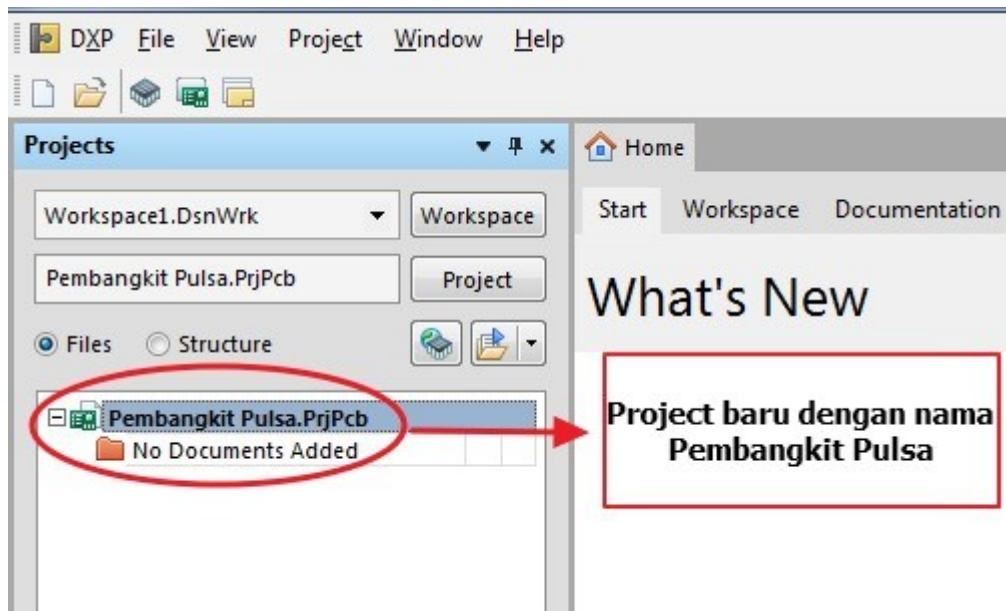 DXP File View Project Window Help
Projects
Home
Workspace1.DsnWrk Workspace
Start Workspace Documentation
Pembangkit Pulsa.PrjPcb Project
What's New
Files Structure
Pembangkit Pulsa.PrjPcb
No Documents Added
Project baru dengan nama
Pembangkit Pulsa